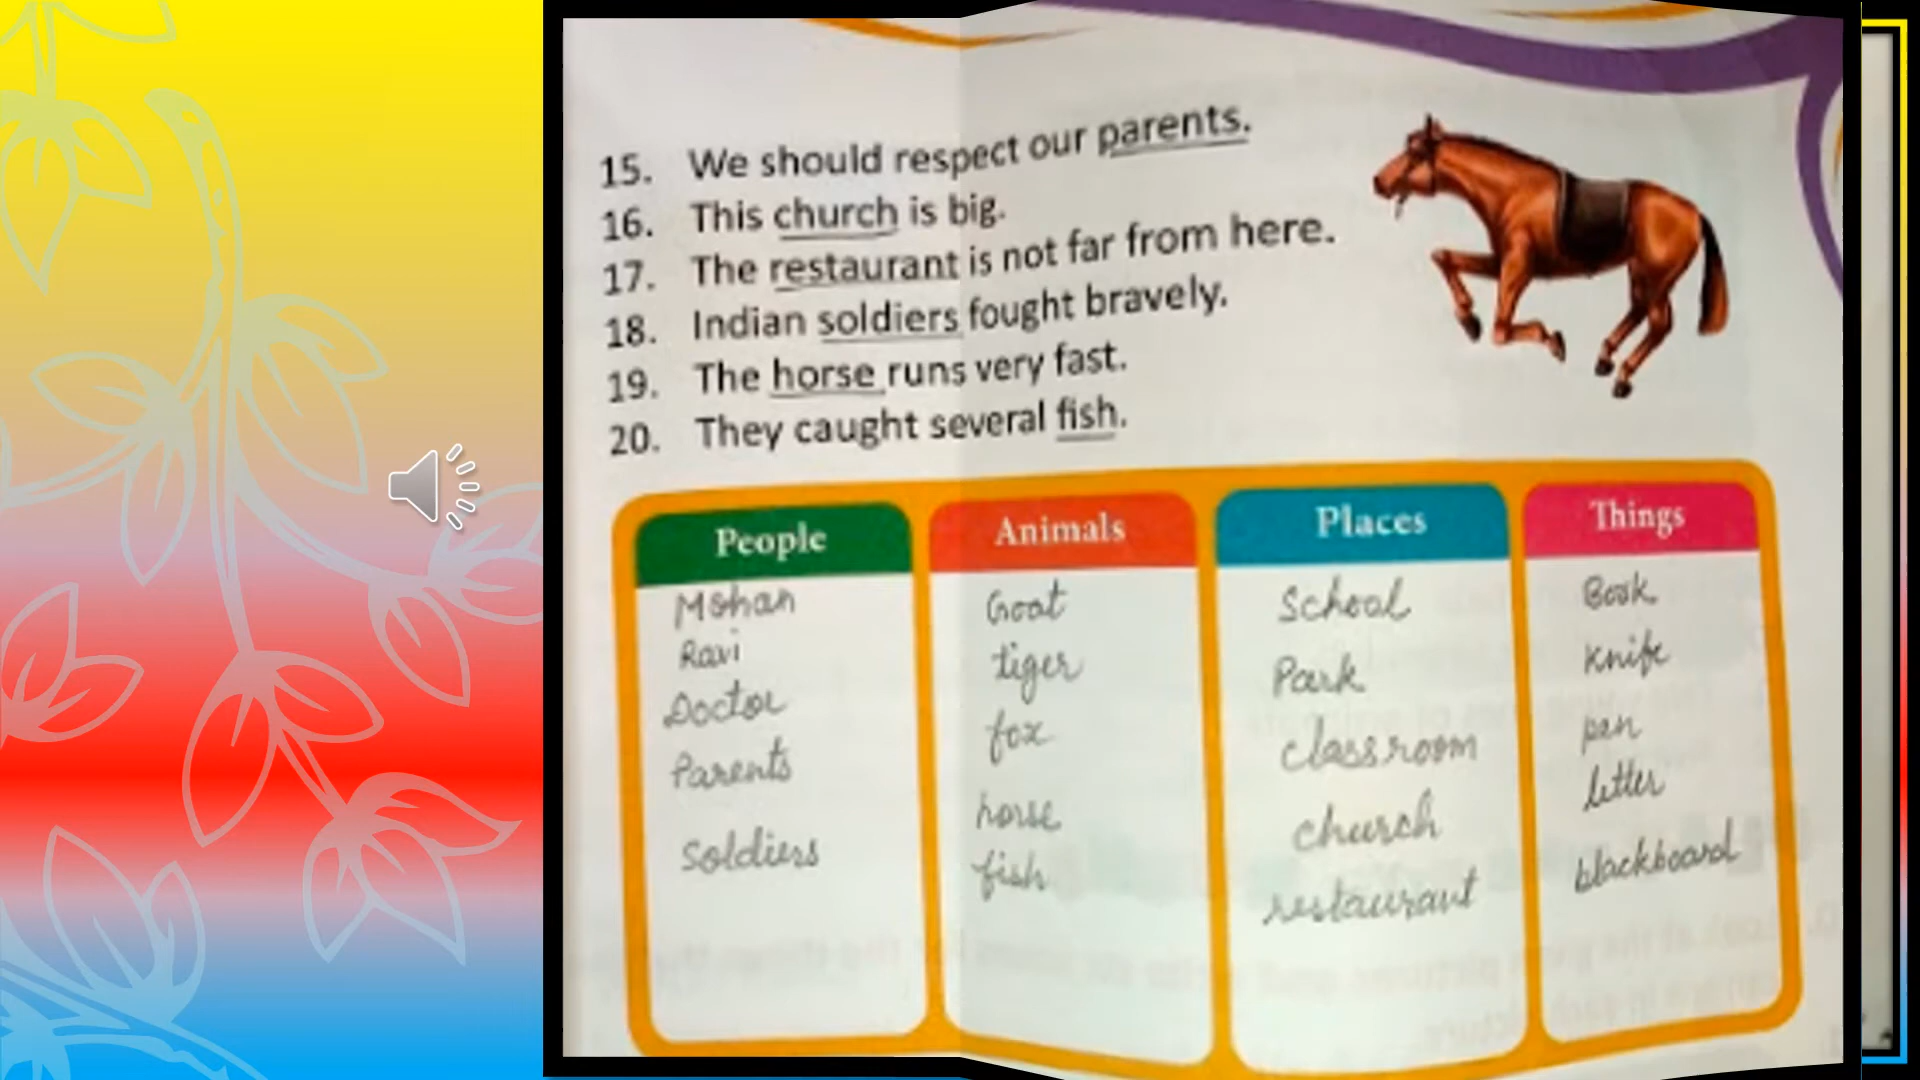 15. We should respect our parents.
16. This church is big.
17. The restaurant is not far from here.
18. Indian soldiers fought bravely.
19. The horse runs very fast.
20. They caught several fish.
People Animals Places Things
Mohan Goat School Book
Ravi tiger Park Knife
Doctor fox classroom pen
Parents horse church letter
Soldiers fish restaurant blackboard